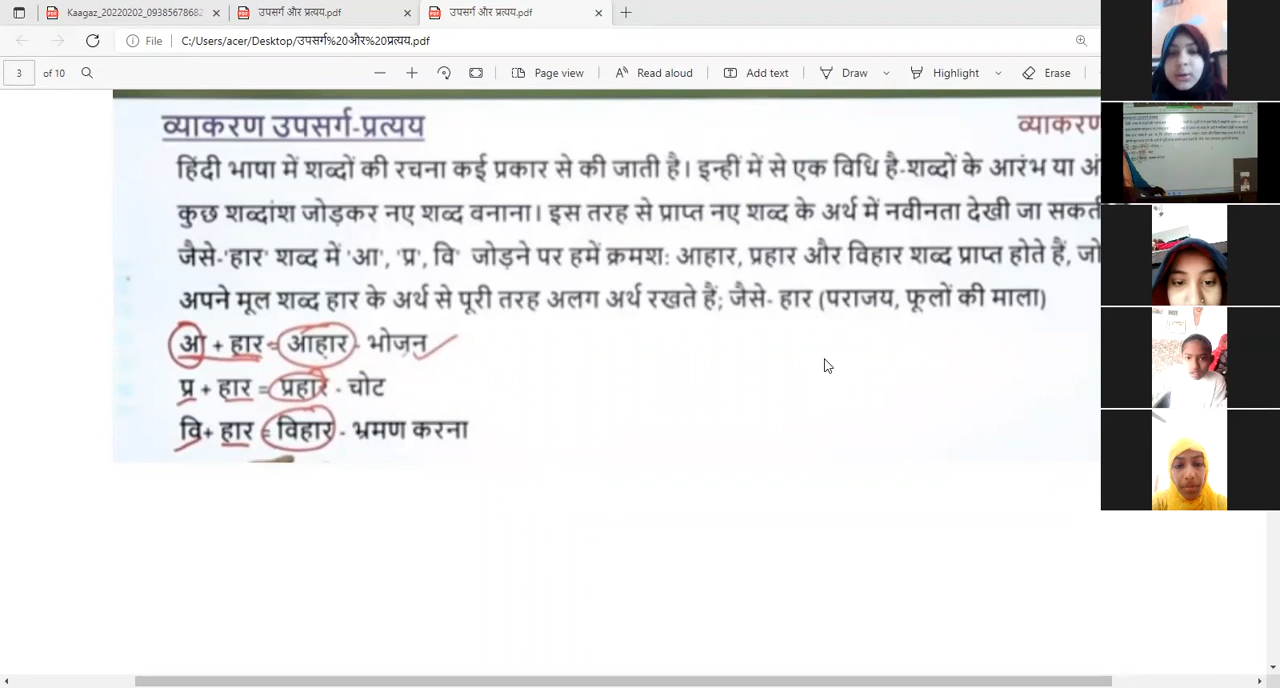 Kaagaz_20220202_09385678682
उपसर्ग और प्रत्यय.pdf
उपसर्ग और प्रत्यय.pdf
File C:/Users/acer/Desktop/उपसर्ग%20और%20प्रत्यय.pdf
3 of 10 Page view Read aloud Add text Draw Highlight Erase
व्याकरण उपसर्ग-प्रत्यय व्याकरण
हिंदी भाषा में शब्दों की रचना कई प्रकार से की जाती है। इन्हीं में से एक विधि है-शब्दों के आरंभ या
कुछ शब्दांश जोड़कर नए शब्द बनाना। इस तरह से प्राप्त नए शब्द के अर्थ में नवीनता देखी जा
जैसे-'हार' शब्द में 'आ', 'प्र', वि' जोड़ने पर हमें क्रमश: आहार, प्रहार और विहार शब्द प्राप्त होते हैं, जो
अपने मूल शब्द हार के अर्थ से पूरी तरह अलग अर्थ रखते हैं; जैसे- हार (पराजय, फूलों की माला)
आ + हार = आहार - भोजन
प्र + हार = प्रहार - चोट
वि+ हार = विहार - भ्रमण करना